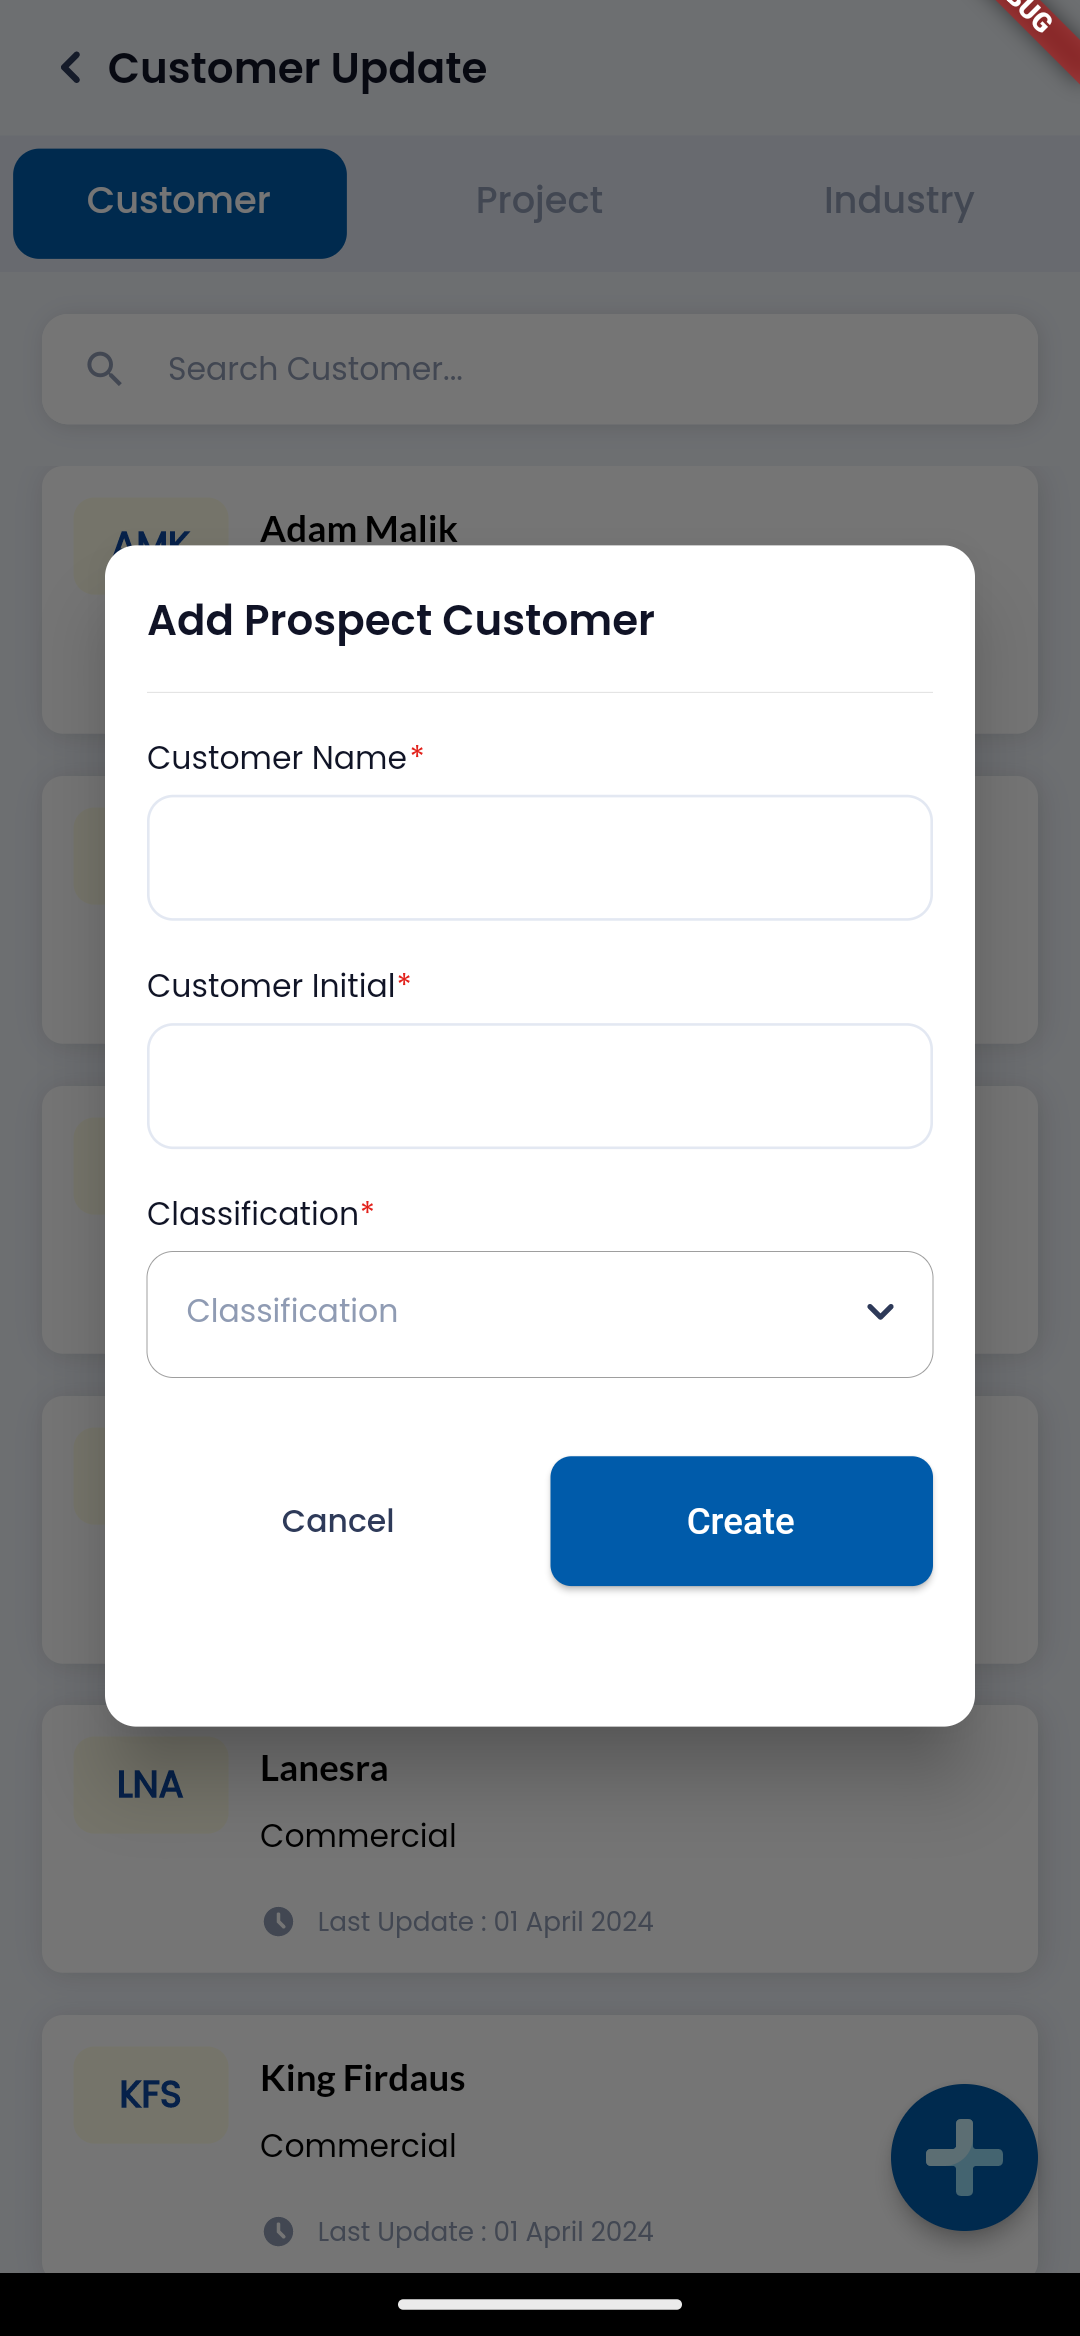 Customer Update
Customer
Project
Industry
Search Customer...
AMK
Adam Malik
Add Prospect Customer
Customer Name*
Customer Initial*
Classification*
Classification
Cancel
Create
LNA
Lanesra
Commercial
Last Update : 01 April 2024
KFS
King Firdaus
Commercial
Last Update : 01 April 2024